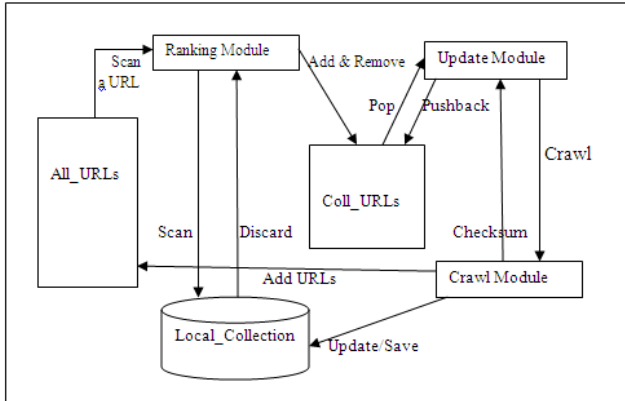 Scan
a URL
Ranking Module
Add & Remove
Update Module
Pop
Pushback
All_URLs
Coll_URLs
Crawl
Scan
Discard
Checksum
Add URLs
Crawl Module
Local_Collection
Update/Save